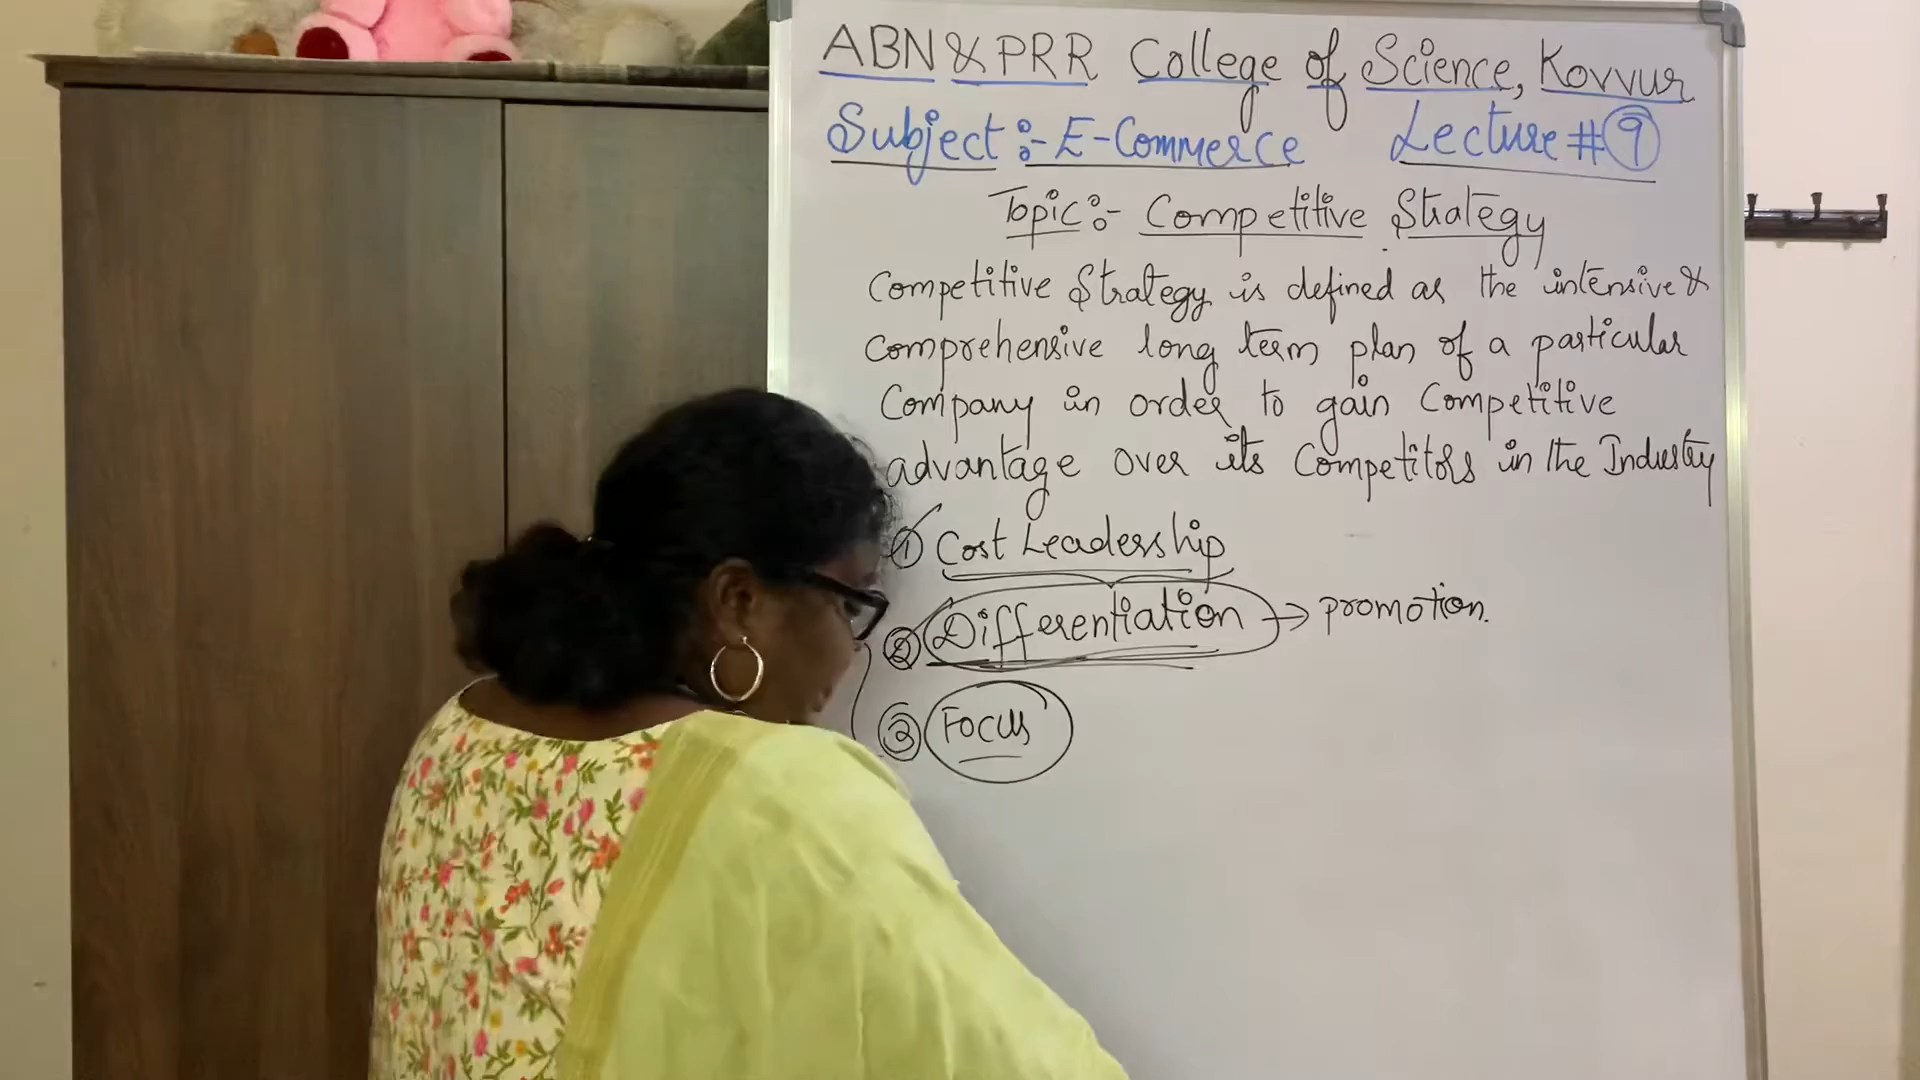 ABN & PRR College of Science, Kovvur
Subject :- E-Commerce Lecture # 9
Topic :- Competitive Strategy
Competitive Strategy is defined as the intensive &
comprehensive long term plan of a particular
Company in order to gain Competitive
advantage over its Competitors in the Industry
1 Cost Leadership
2 Differentiation → promotion.
3 Focus